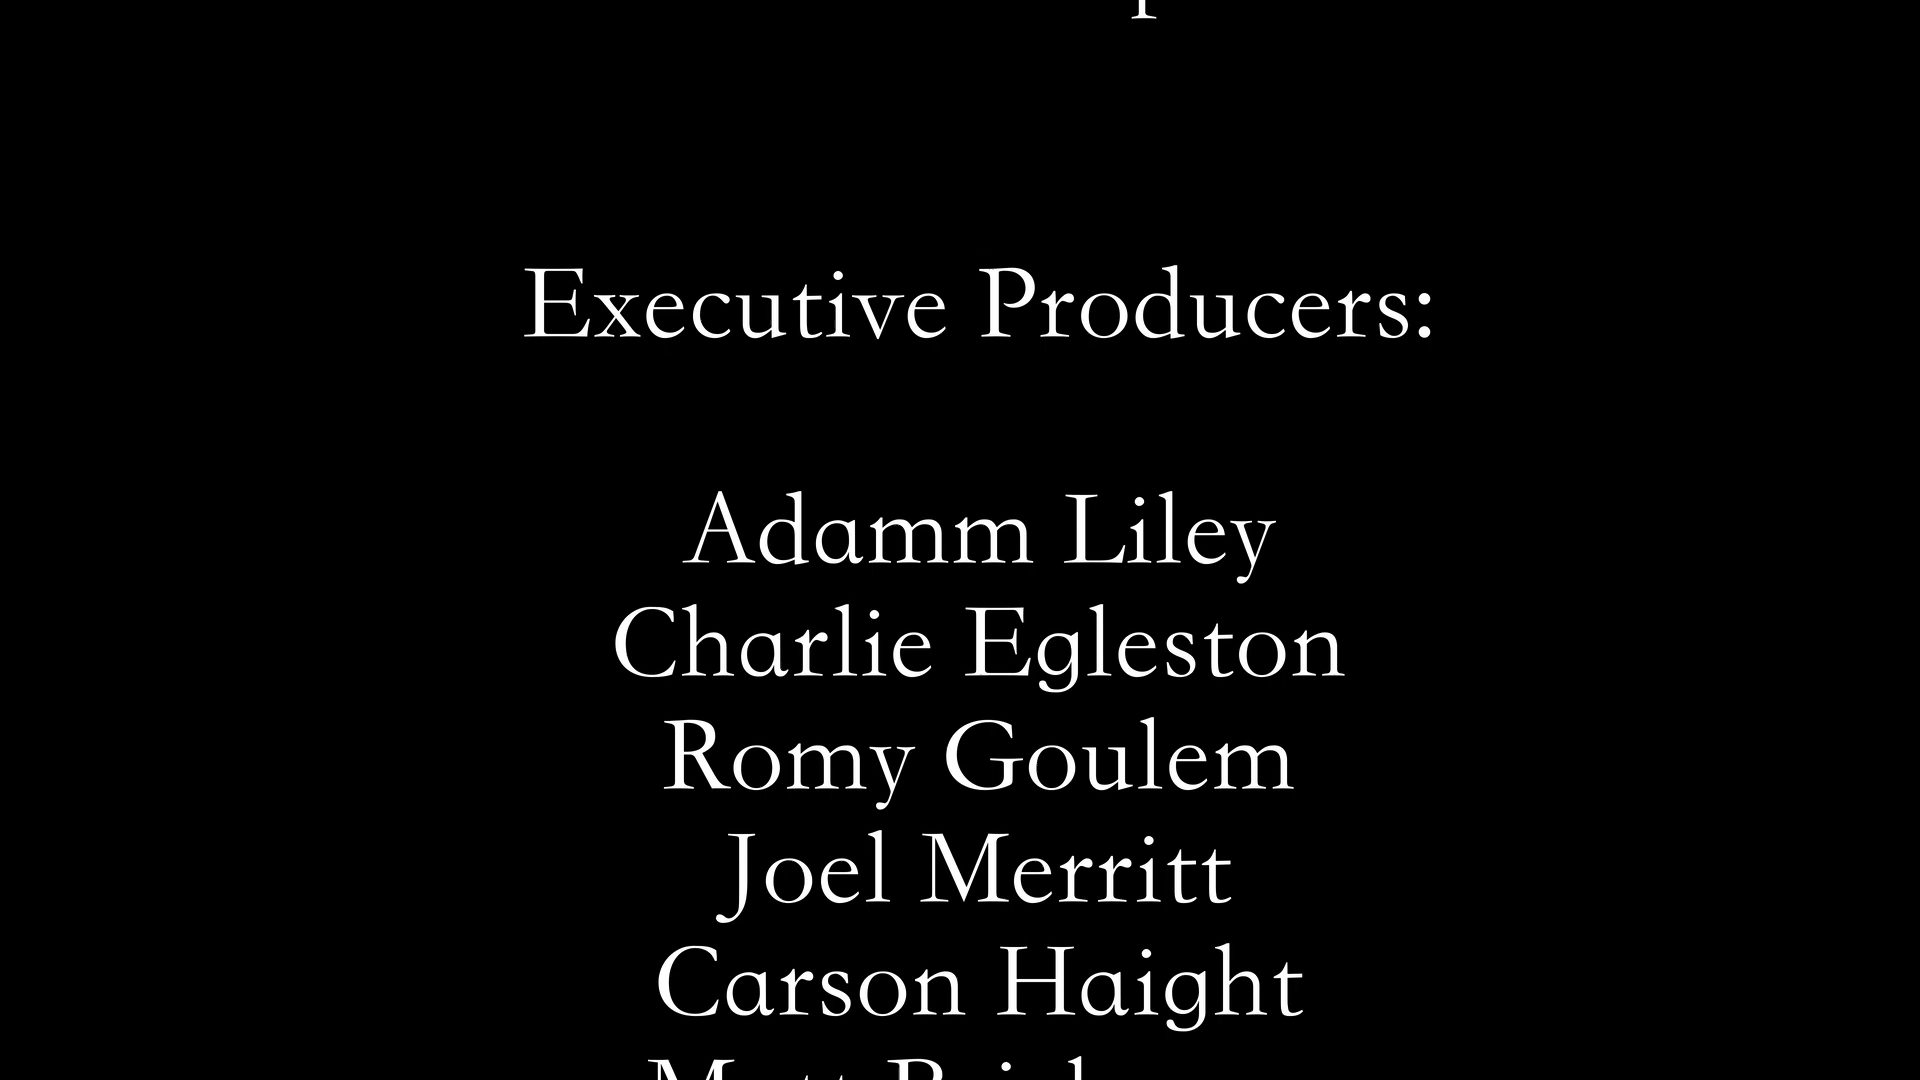 Executive Producers:
Adamm Liley
Charlie Egleston
Romy Goulem
Joel Merritt
Carson Haight